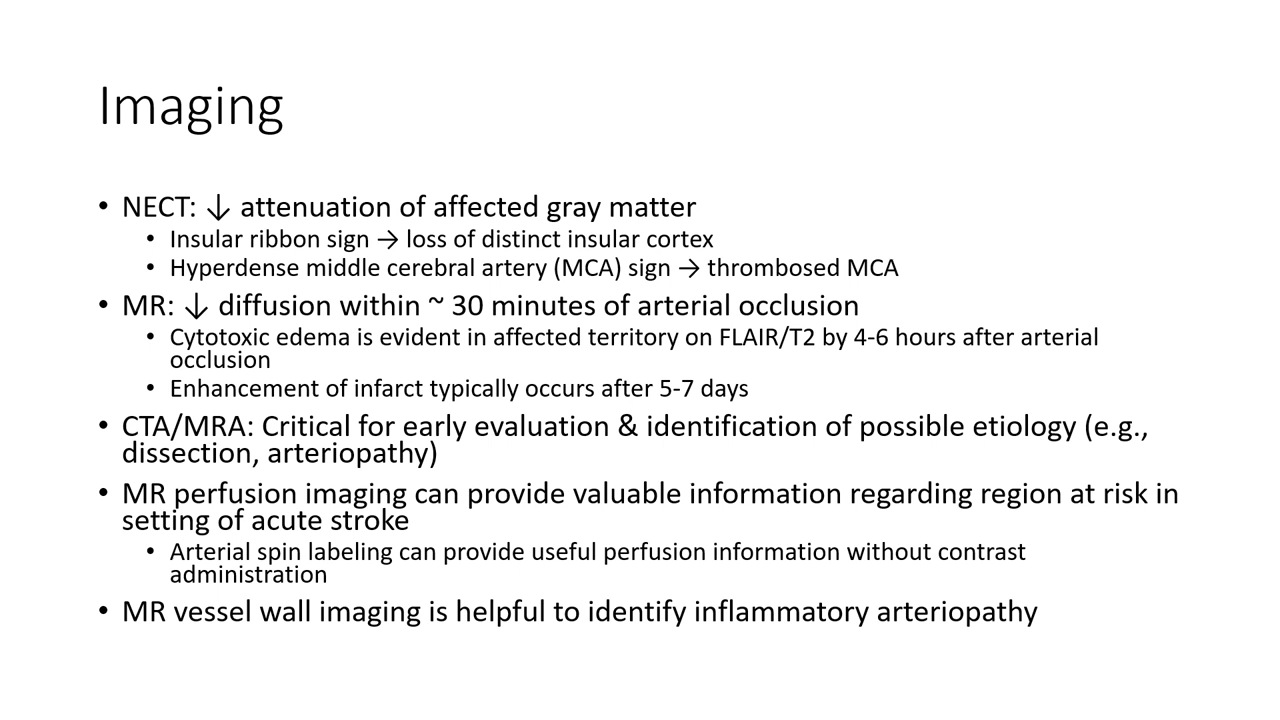 Imaging
• NECT: ↓ attenuation of affected gray matter
• Insular ribbon sign → loss of distinct insular cortex
• Hyperdense middle cerebral artery (MCA) sign → thrombosed MCA
• MR: ↓ diffusion within ~ 30 minutes of arterial occlusion
• Cytotoxic edema is evident in affected territory on FLAIR/T2 by 4-6 hours after arterial
occlusion
• Enhancement of infarct typically occurs after 5-7 days
• CTA/MRA: Critical for early evaluation & identification of possible etiology (e.g.,
dissection, arteriopathy)
• MR perfusion imaging can provide valuable information regarding region at risk in
setting of acute stroke
• Arterial spin labeling can provide useful perfusion information without contrast
administration
• MR vessel wall imaging is helpful to identify inflammatory arteriopathy